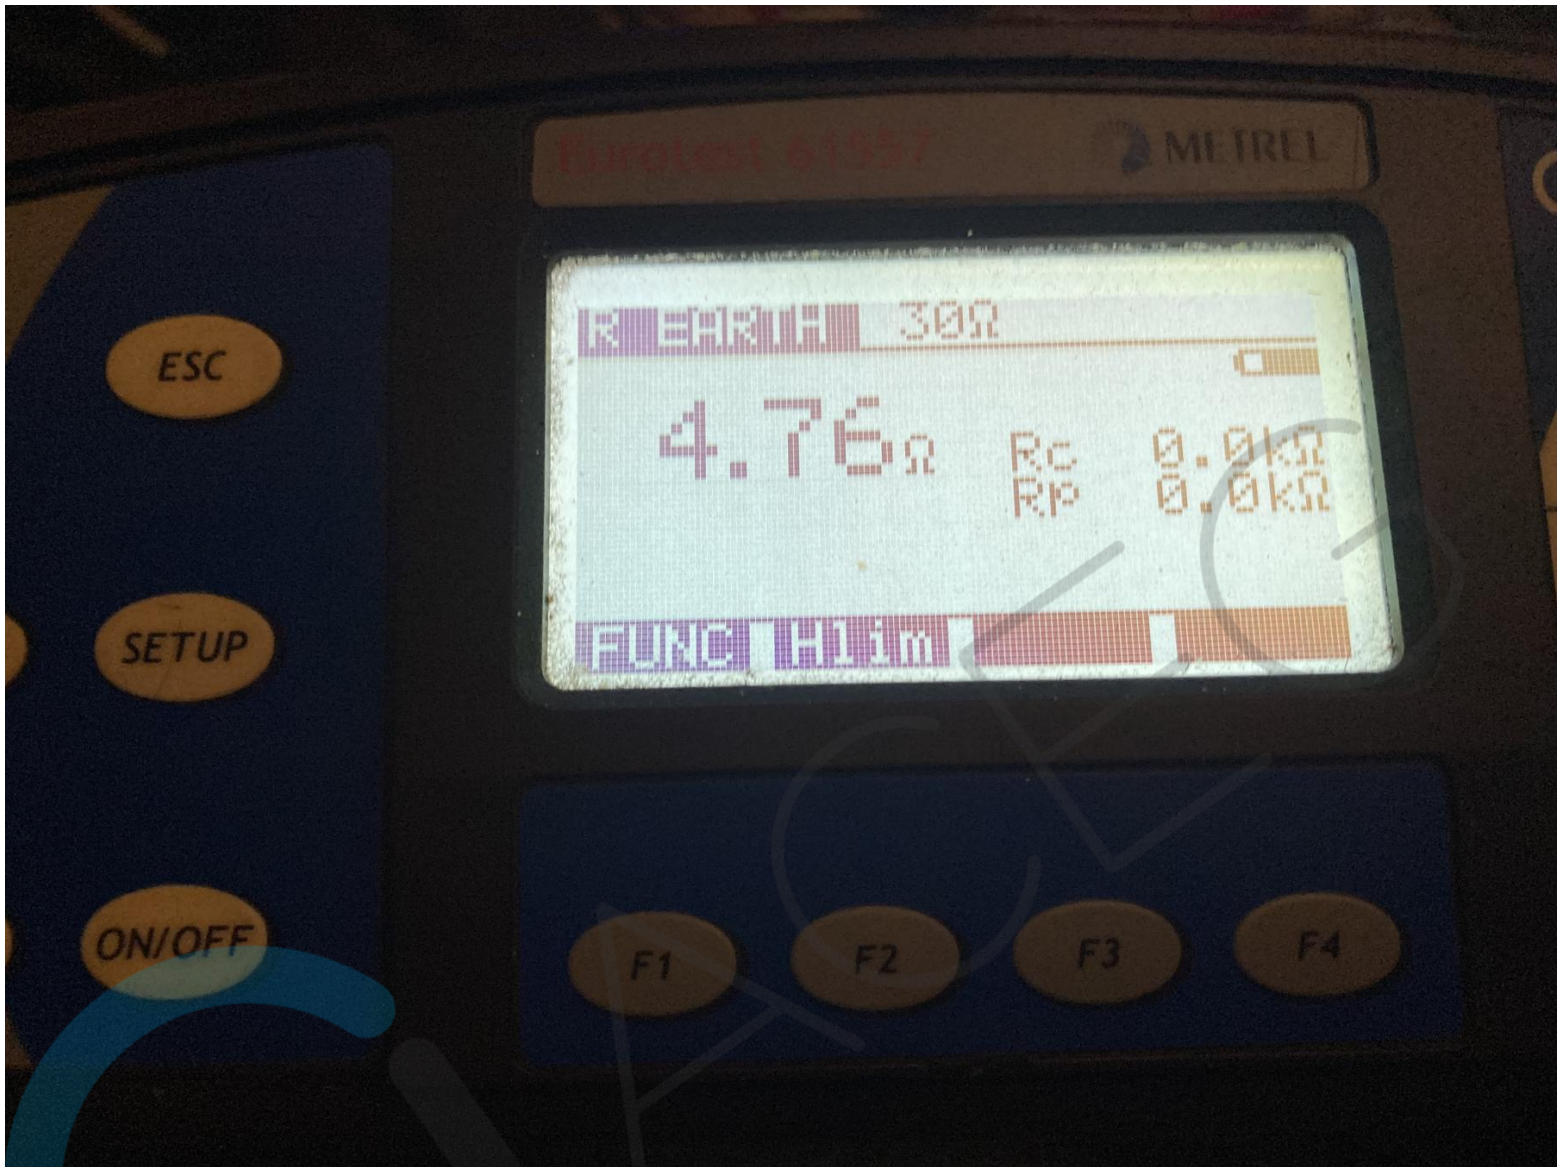 Eurotest 61557 METREL
R EARTH 30Ω
4.76Ω Rc 0.0kΩ
Rp 0.0kΩ
FUNC Hlim
ESC
SETUP
ON/OFF
F1 F2 F3 F4